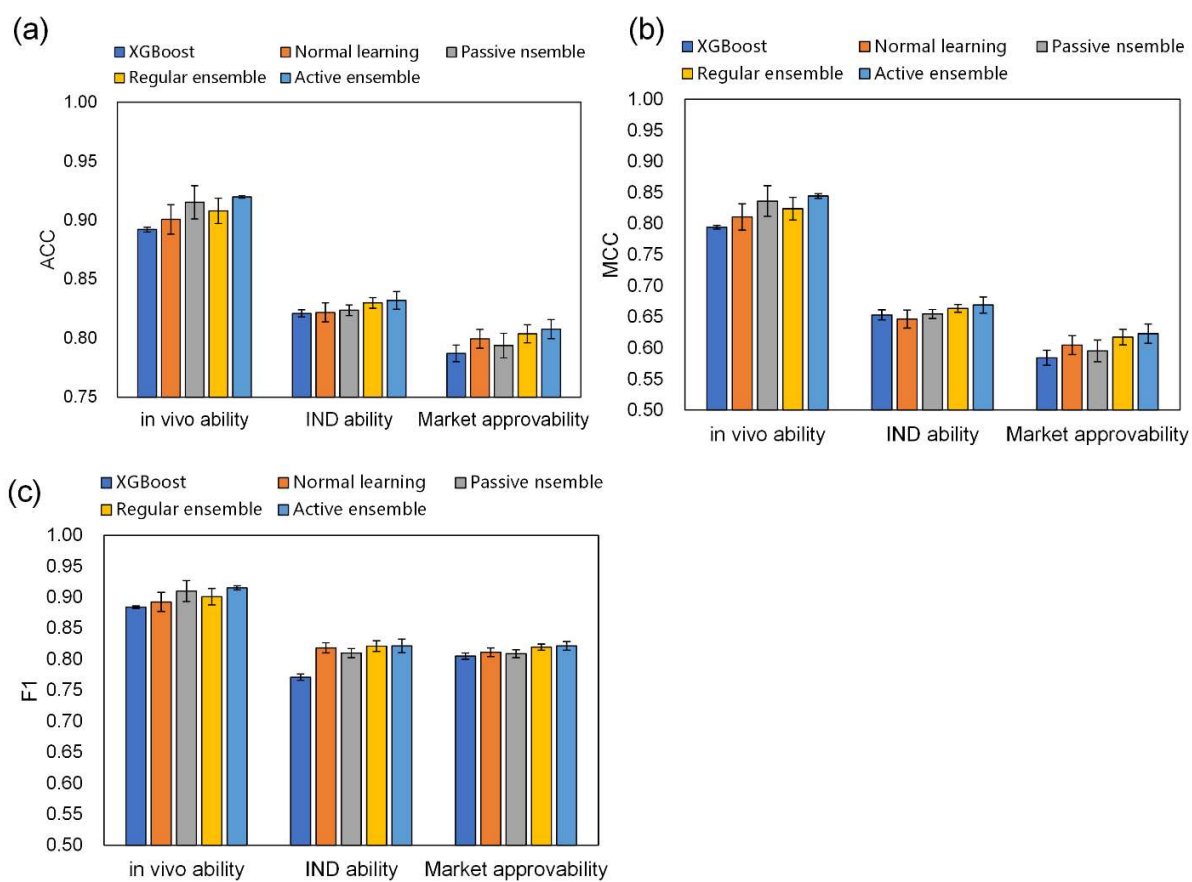 (a)
XGBoost Normal learning Passive nsemble
Regular ensemble Active ensemble
1.00
0.95
0.90
0.85
0.80
0.75
ACC
in vivo ability IND ability Market approvability
(b)
XGBoost Normal learning Passive nsemble
Regular ensemble Active ensemble
1.00
0.95
0.90
0.85
0.80
0.75
0.70
0.65
0.60
0.55
0.50
MCC
in vivo ability IND ability Market approvability
(c)
XGBoost Normal learning Passive nsemble
Regular ensemble Active ensemble
1.00
0.95
0.90
0.85
0.80
0.75
0.70
0.65
0.60
0.55
0.50
F1
in vivo ability IND ability Market approvability